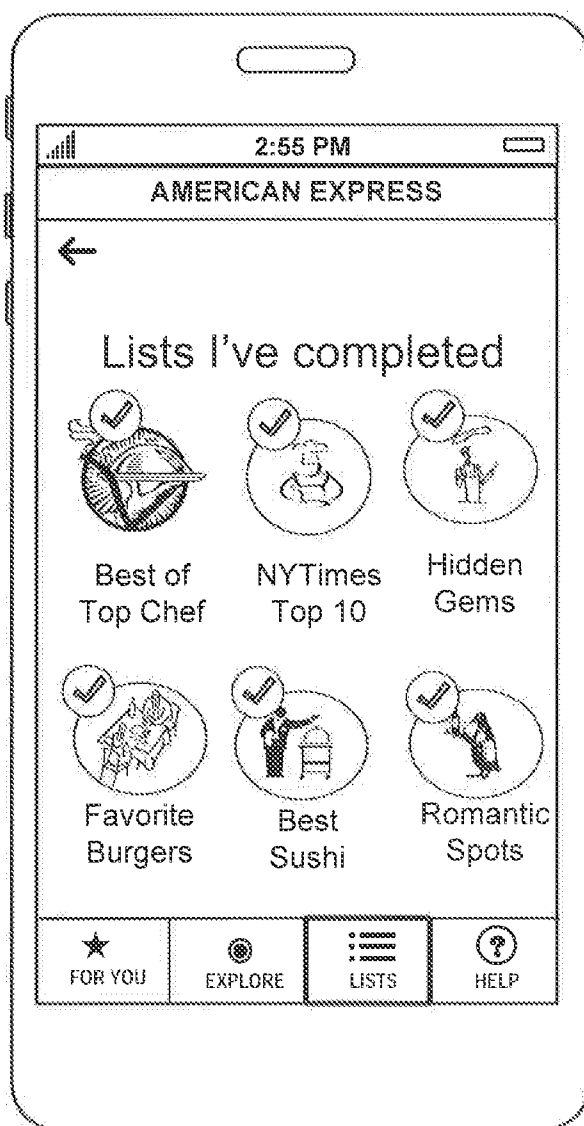 2:55 PM
AMERICAN EXPRESS
Lists I've completed
Best of
Top Chef
NYTimes
Top 10
Hidden
Gems
Favorite
Burgers
Best
Sushi
Romantic
Spots
FOR YOU
EXPLORE
LISTS
HELP